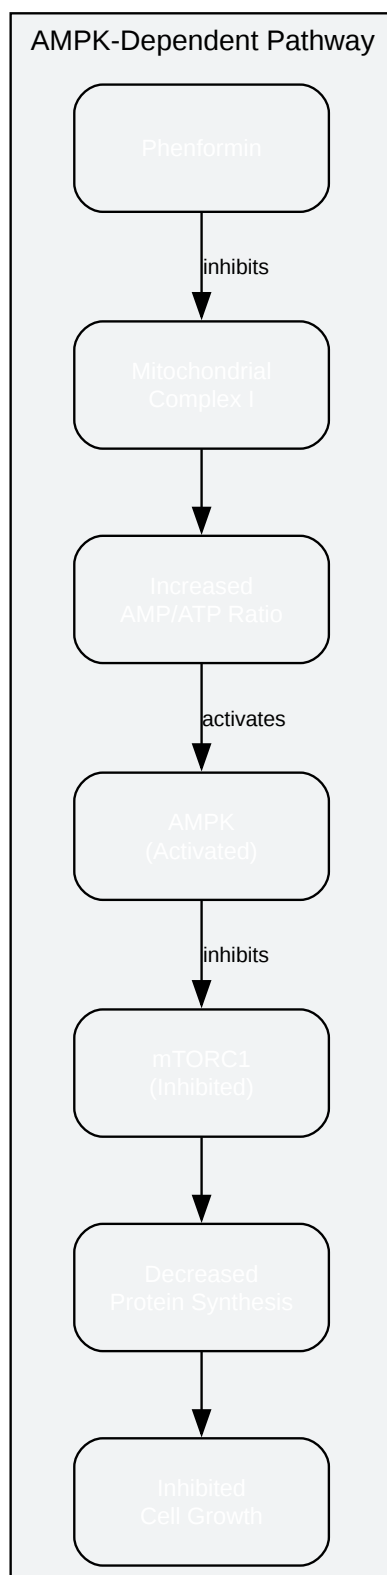 AMPK-Dependent Pathway
Phenformin
inhibits
Mitochondrial
Complex I
Increased
AMP/ATP Ratio
activates
AMPK
(Activated)
inhibits
mTORC1
(Inhibited)
Decreased
Protein Synthesis
Inhibited
Cell Growth